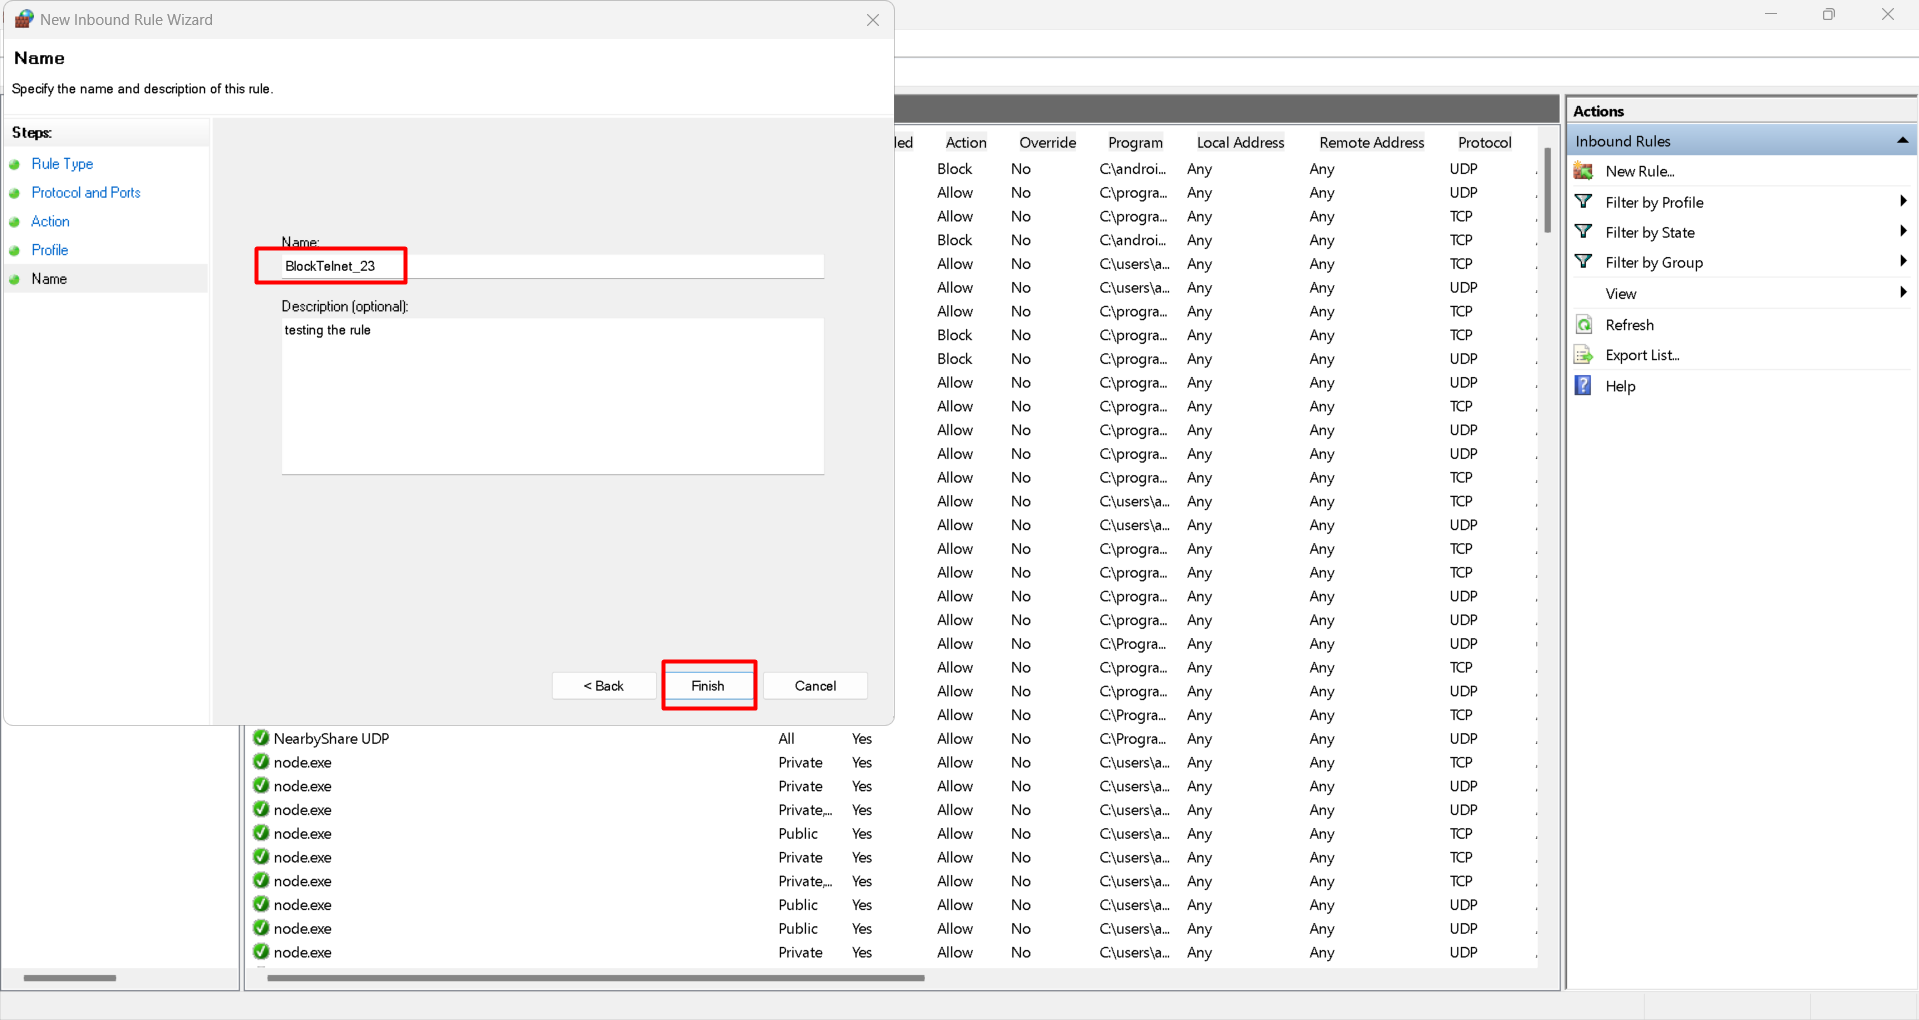 New Inbound Rule Wizard
Name
Specify the name and description of this rule.
Steps:
Rule Type
Protocol and Ports
Action
Profile
Name
Name:
BlockTelnet_23
Description (optional):
testing the rule
< Back Finish Cancel
Action Override Program Local Address Remote Address Protocol
Block No C:\androi... Any Any UDP
Allow No C:\progra... Any Any UDP
Allow No C:\progra... Any Any TCP
Block No C:\androi... Any Any TCP
Allow No C:\users\a... Any Any TCP
Allow No C:\users\a... Any Any UDP
Allow No C:\progra... Any Any TCP
Block No C:\progra... Any Any TCP
Block No C:\progra... Any Any UDP
Allow No C:\progra... Any Any UDP
Allow No C:\progra... Any Any TCP
Allow No C:\progra... Any Any UDP
Allow No C:\progra... Any Any UDP
Allow No C:\progra... Any Any TCP
Allow No C:\users\a... Any Any TCP
Allow No C:\users\a... Any Any UDP
Allow No C:\progra... Any Any TCP
Allow No C:\progra... Any Any TCP
Allow No C:\progra... Any Any UDP
Allow No C:\progra... Any Any UDP
Allow No C:\Progra... Any Any UDP
Allow No C:\progra... Any Any TCP
Allow No C:\progra... Any Any UDP
Allow No C:\Progra... Any Any TCP
NearbyShare UDP All Yes Allow No C:\Progra... Any Any UDP
node.exe Private Yes Allow No C:\users\a... Any Any TCP
node.exe Private Yes Allow No C:\users\a... Any Any UDP
node.exe Private,... Yes Allow No C:\users\a... Any Any UDP
node.exe Public Yes Allow No C:\users\a... Any Any TCP
node.exe Private Yes Allow No C:\users\a... Any Any TCP
node.exe Private,... Yes Allow No C:\users\a... Any Any TCP
node.exe Public Yes Allow No C:\users\a... Any Any UDP
node.exe Public Yes Allow No C:\users\a... Any Any UDP
node.exe Private Yes Allow No C:\users\a... Any Any UDP
Actions
Inbound Rules
New Rule...
Filter by Profile
Filter by State
Filter by Group
View
Refresh
Export List...
Help